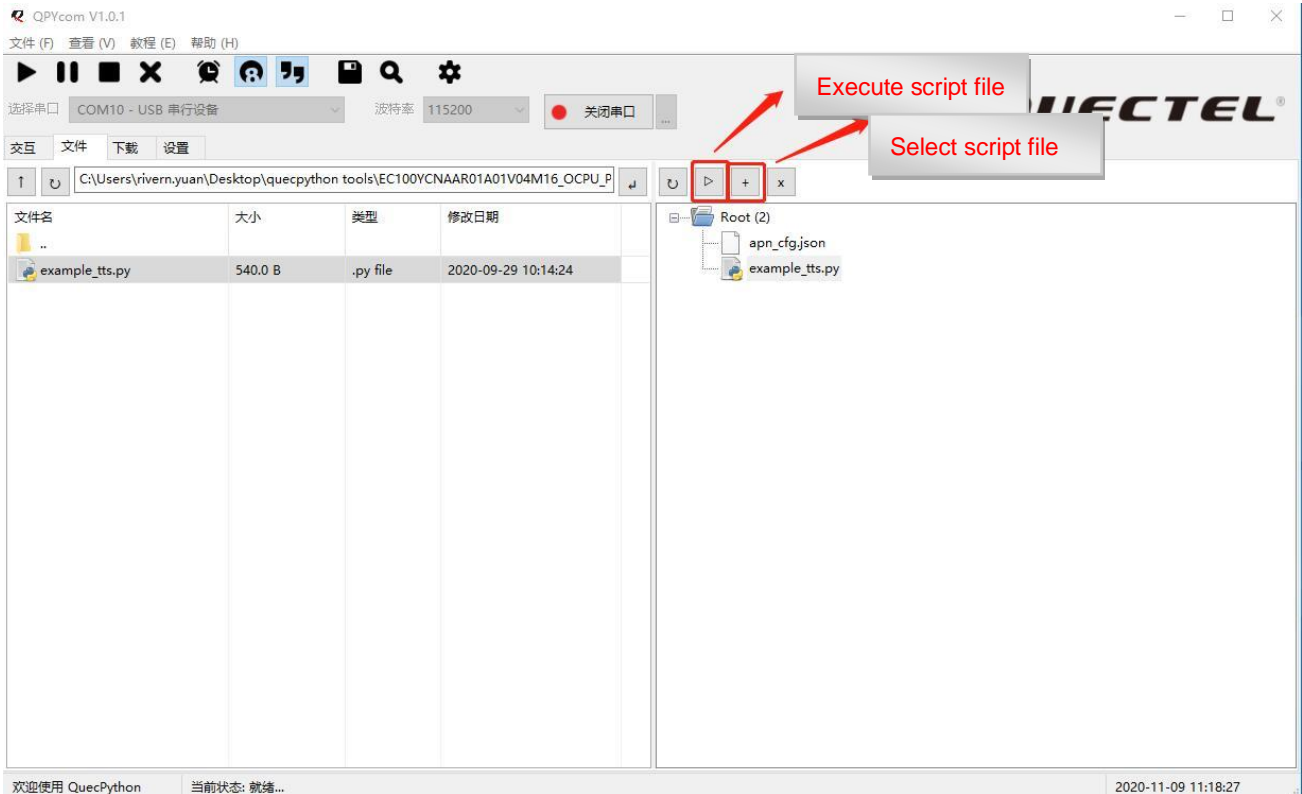 QPYcom V1.0.1
文件 (F) 查看 (V) 教程 (E) 帮助 (H)
Execute script file
选择串口 COM10 - USB 串行设备 波特率 115200 关闭串口 ...
Select script file
交互 文件 下载 设置
C:\Users\rivern.yuan\Desktop\quecpython tools\EC100YCNAAR01A01V04M16_OCPU_P
+ x
文件名 大小 类型 修改日期
Root (2)
..
apn_cfg.json
example_tts.py 540.0 B .py file 2020-09-29 10:14:24
example_tts.py
欢迎使用 QuecPython 当前状态: 就绪... 2020-11-09 11:18:27